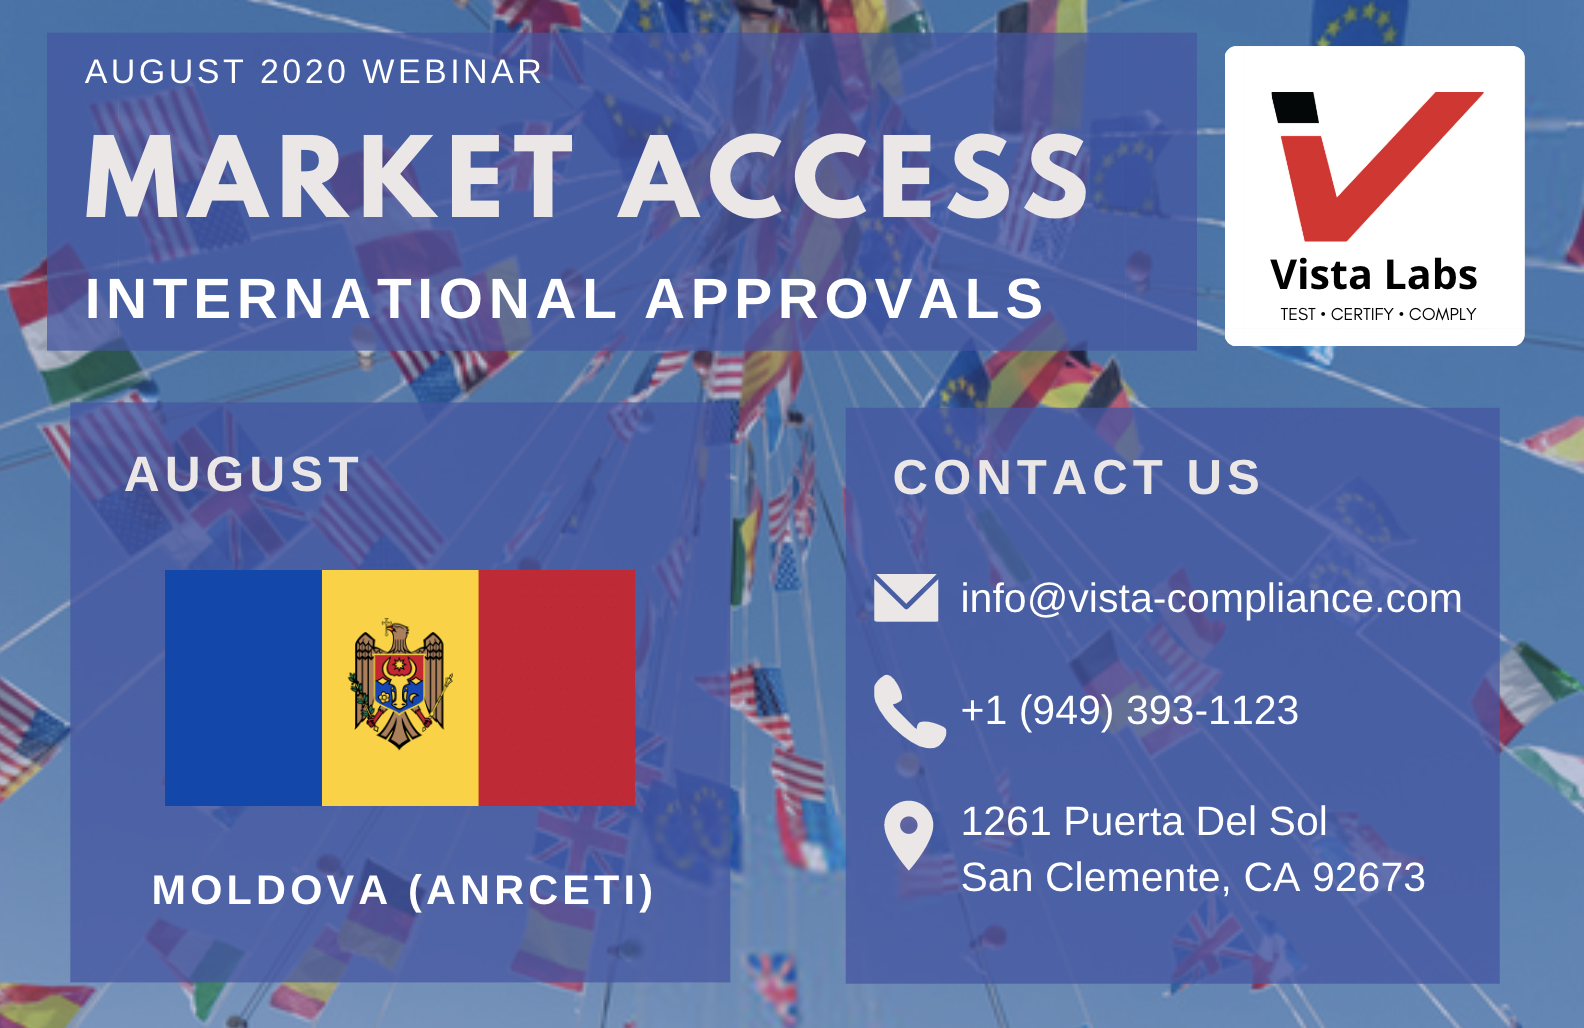 AUGUST 2020 WEBINAR
MARKET ACCESS
INTERNATIONAL APPROVALS
Vista Labs
TEST • CERTIFY • COMPLY
AUGUST
MOLDOVA (ANRCETI)
CONTACT US
info@vista-compliance.com
+1 (949) 393-1123
1261 Puerta Del Sol
San Clemente, CA 92673